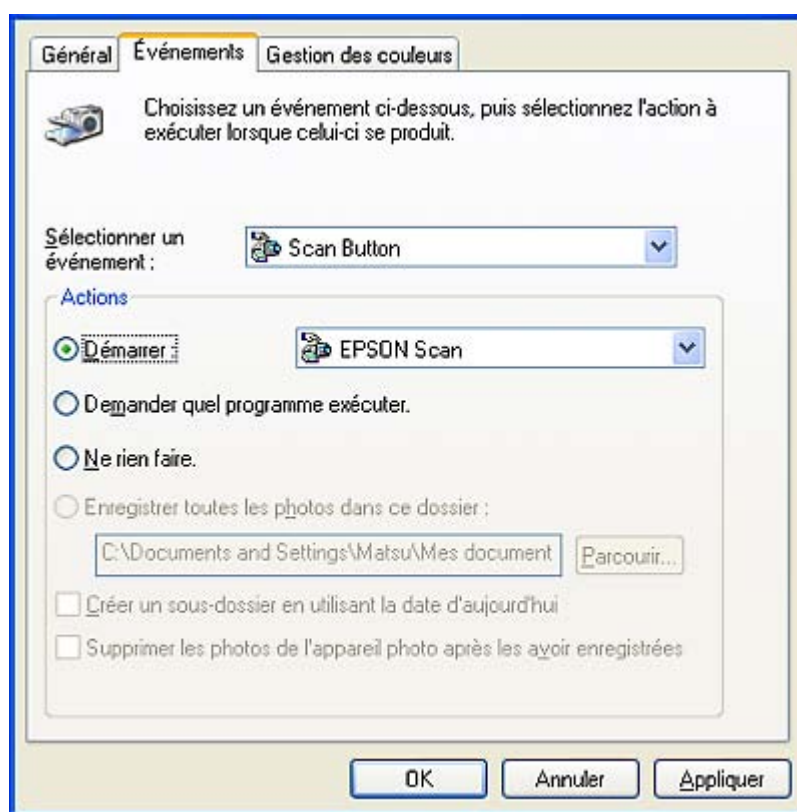 Général Événements Gestion des couleurs
Choisissez un événement ci-dessous, puis sélectionnez l'action à
exécuter lorsque celui-ci se produit.
Sélectionner un
événement :
Scan Button
Actions
Démarrer : EPSON Scan
Demander quel programme exécuter.
Ne rien faire.
Enregistrer toutes les photos dans ce dossier :
C:\Documents and Settings\Matsu\Mes document Parcourir...
Créer un sous-dossier en utilisant la date d'aujourd'hui
Supprimer les photos de l'appareil photo après les avoir enregistrées
OK Annuler Appliquer